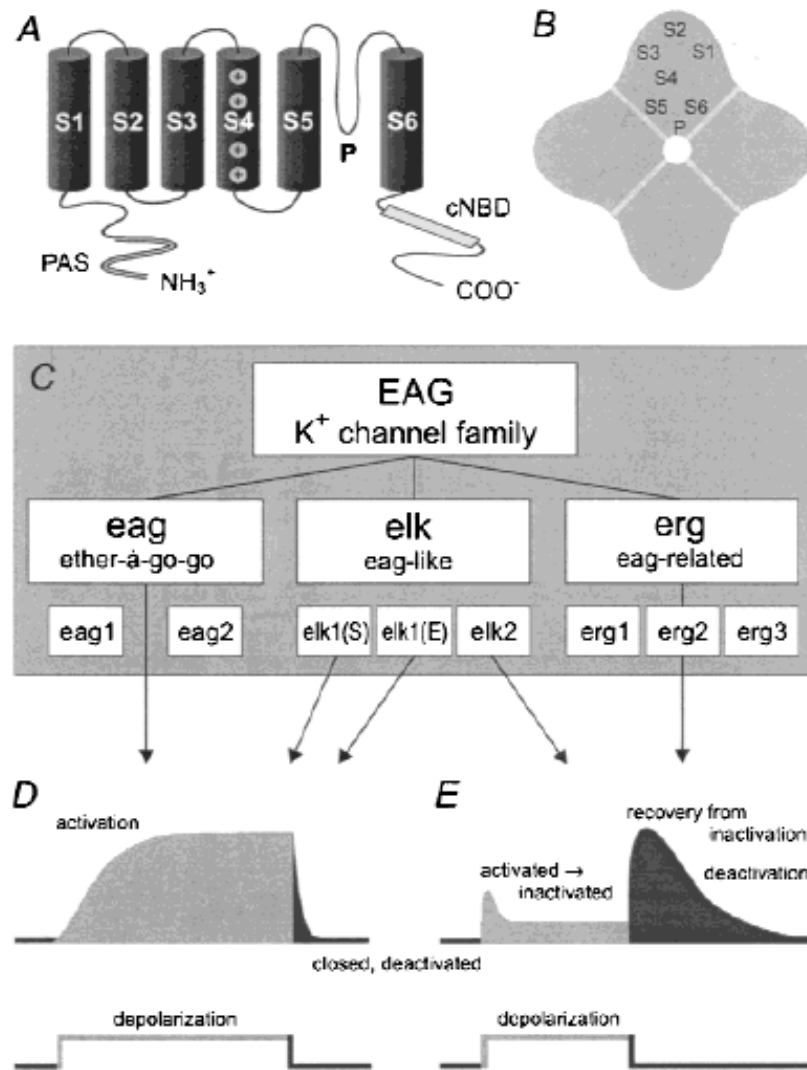 A
S1 S2 S3 S4 S5 P S6
+
+
+
+
PAS
NH₃⁺
cNBD
COO⁻
B
S2
S3 S1
S4
S5 S6
P
C
EAG
K⁺ channel family
eag
ether-á-go-go
elk
eag-like
erg
eag-related
eag1 eag2 elk1(S) elk1(E) elk2 erg1 erg2 erg3
D
activation
E
recovery from
inactivation
activated →
inactivated
deactivation
closed, deactivated
depolarization
depolarization